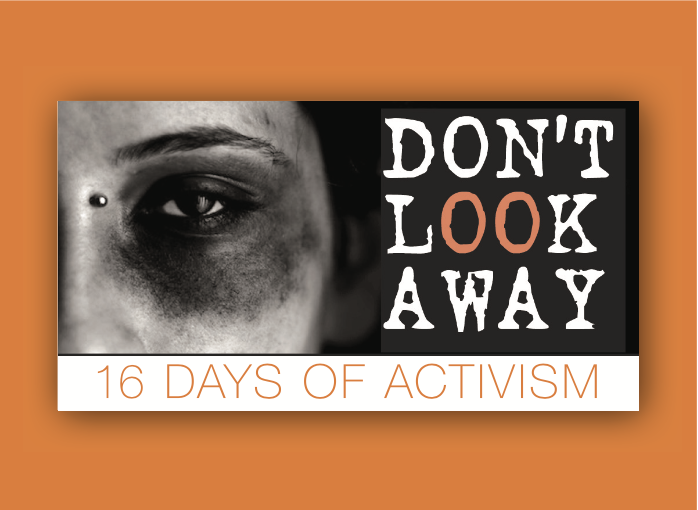 DON'T
LOOK
AWAY
16 DAYS OF ACTIVISM